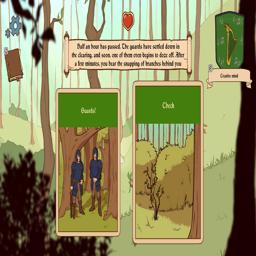 Half an hour has passed. The guards have settled down in
the clearing, and soon, one of them even begins to doze off. After
a few minutes, you hear the snapping of branches behind you
Creative mind
Guards!
Check